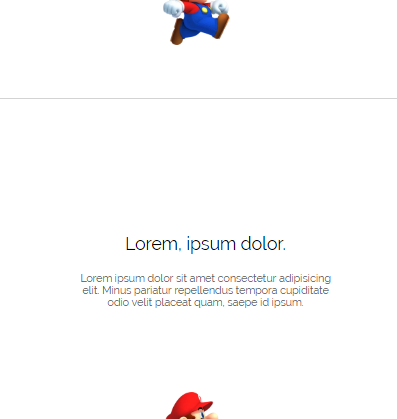 Lorem, ipsum dolor.
Lorem ipsum dolor sit amet consectetur adipisicing
elit. Minus pariatur repellendus tempora cupiditate
odio velit placeat quam, saepe id ipsum.